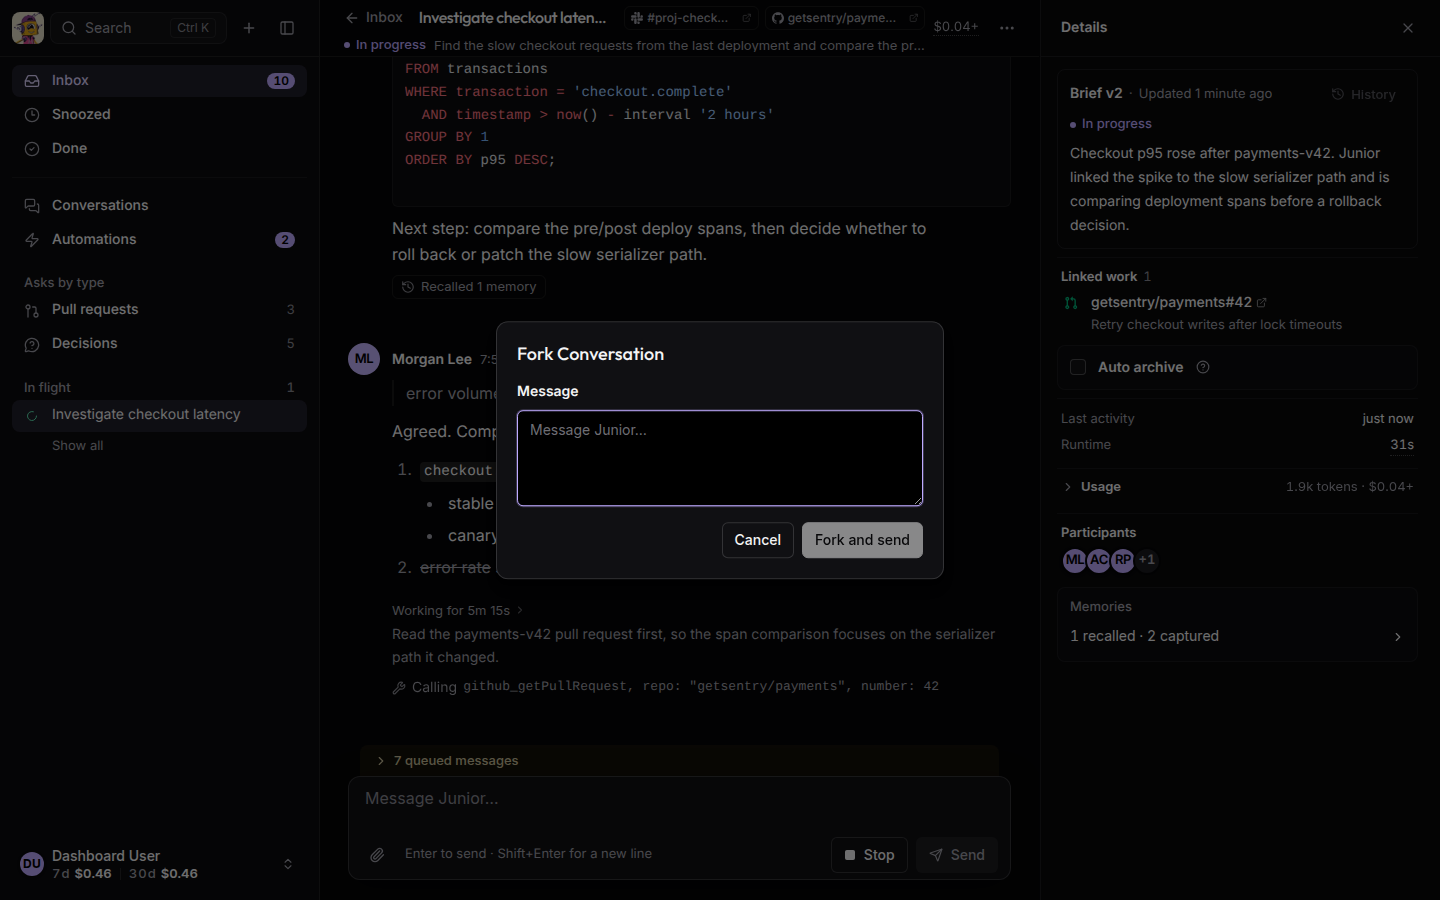 Search
Ctrl K
Inbox
10
Snoozed
Done
Conversations
Automations
2
Asks by type
Pull requests
3
Decisions
5
In flight
1
Investigate checkout latency
Show all
DU
Dashboard User
7d $0.46
30d $0.46
Inbox
Investigate checkout laten...
#proj-check...
getsentry/payme...
$0.04+
In progress
Find the slow checkout requests from the last deployment and compare the pr...
FROM transactions
WHERE transaction = 'checkout.complete'
AND timestamp > now() - interval '2 hours'
GROUP BY 1
ORDER BY p95 DESC;
Next step: compare the pre/post deploy spans, then decide whether to
roll back or patch the slow serializer path.
Recalled 1 memory
ML
Morgan Lee
error volume
Agreed.
1. checkout
stable
canary
2. error rate
Fork Conversation
Message
Message Junior...
Cancel
Fork and send
Working for 5m 15s
Read the payments-v42 pull request first, so the span comparison focuses on the serializer
path it changed.
Calling github_getPullRequest, repo: "getsentry/payments", number: 42
7 queued messages
Message Junior...
Enter to send · Shift+Enter for a new line
Stop
Send
Details
Brief v2 · Updated 1 minute ago
History
In progress
Checkout p95 rose after payments-v42. Junior
linked the spike to the slow serializer path and is
comparing deployment spans before a rollback
decision.
Linked work 1
getsentry/payments#42
Retry checkout writes after lock timeouts
Auto archive
Last activity
just now
Runtime
31s
Usage
1.9k tokens · $0.04+
Participants
ML
AC
RP
+1
Memories
1 recalled · 2 captured